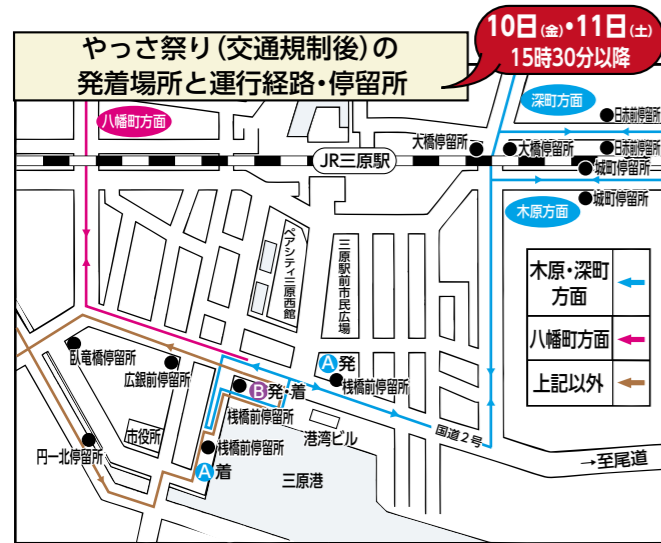 10日(金)・11日(土)
15時30分以降
やっさ祭り(交通規制後)の
発着場所と運行経路・停留所
深町方面
八幡町方面
日赤前停留所
大橋停留所
大橋停留所
日赤前停留所
JR三原駅
城町停留所
木原方面
城町停留所
ペアシティ三原西館
三原駅前市民広場
木原・深町
方面
八幡町方面
上記以外
臥竜橋停留所
広銀前停留所
A発
桟橋前停留所
B発・着
桟橋前停留所
港湾ビル
国道2号
市役所
円一北停留所
桟橋前停留所
A着
三原港
→至尾道